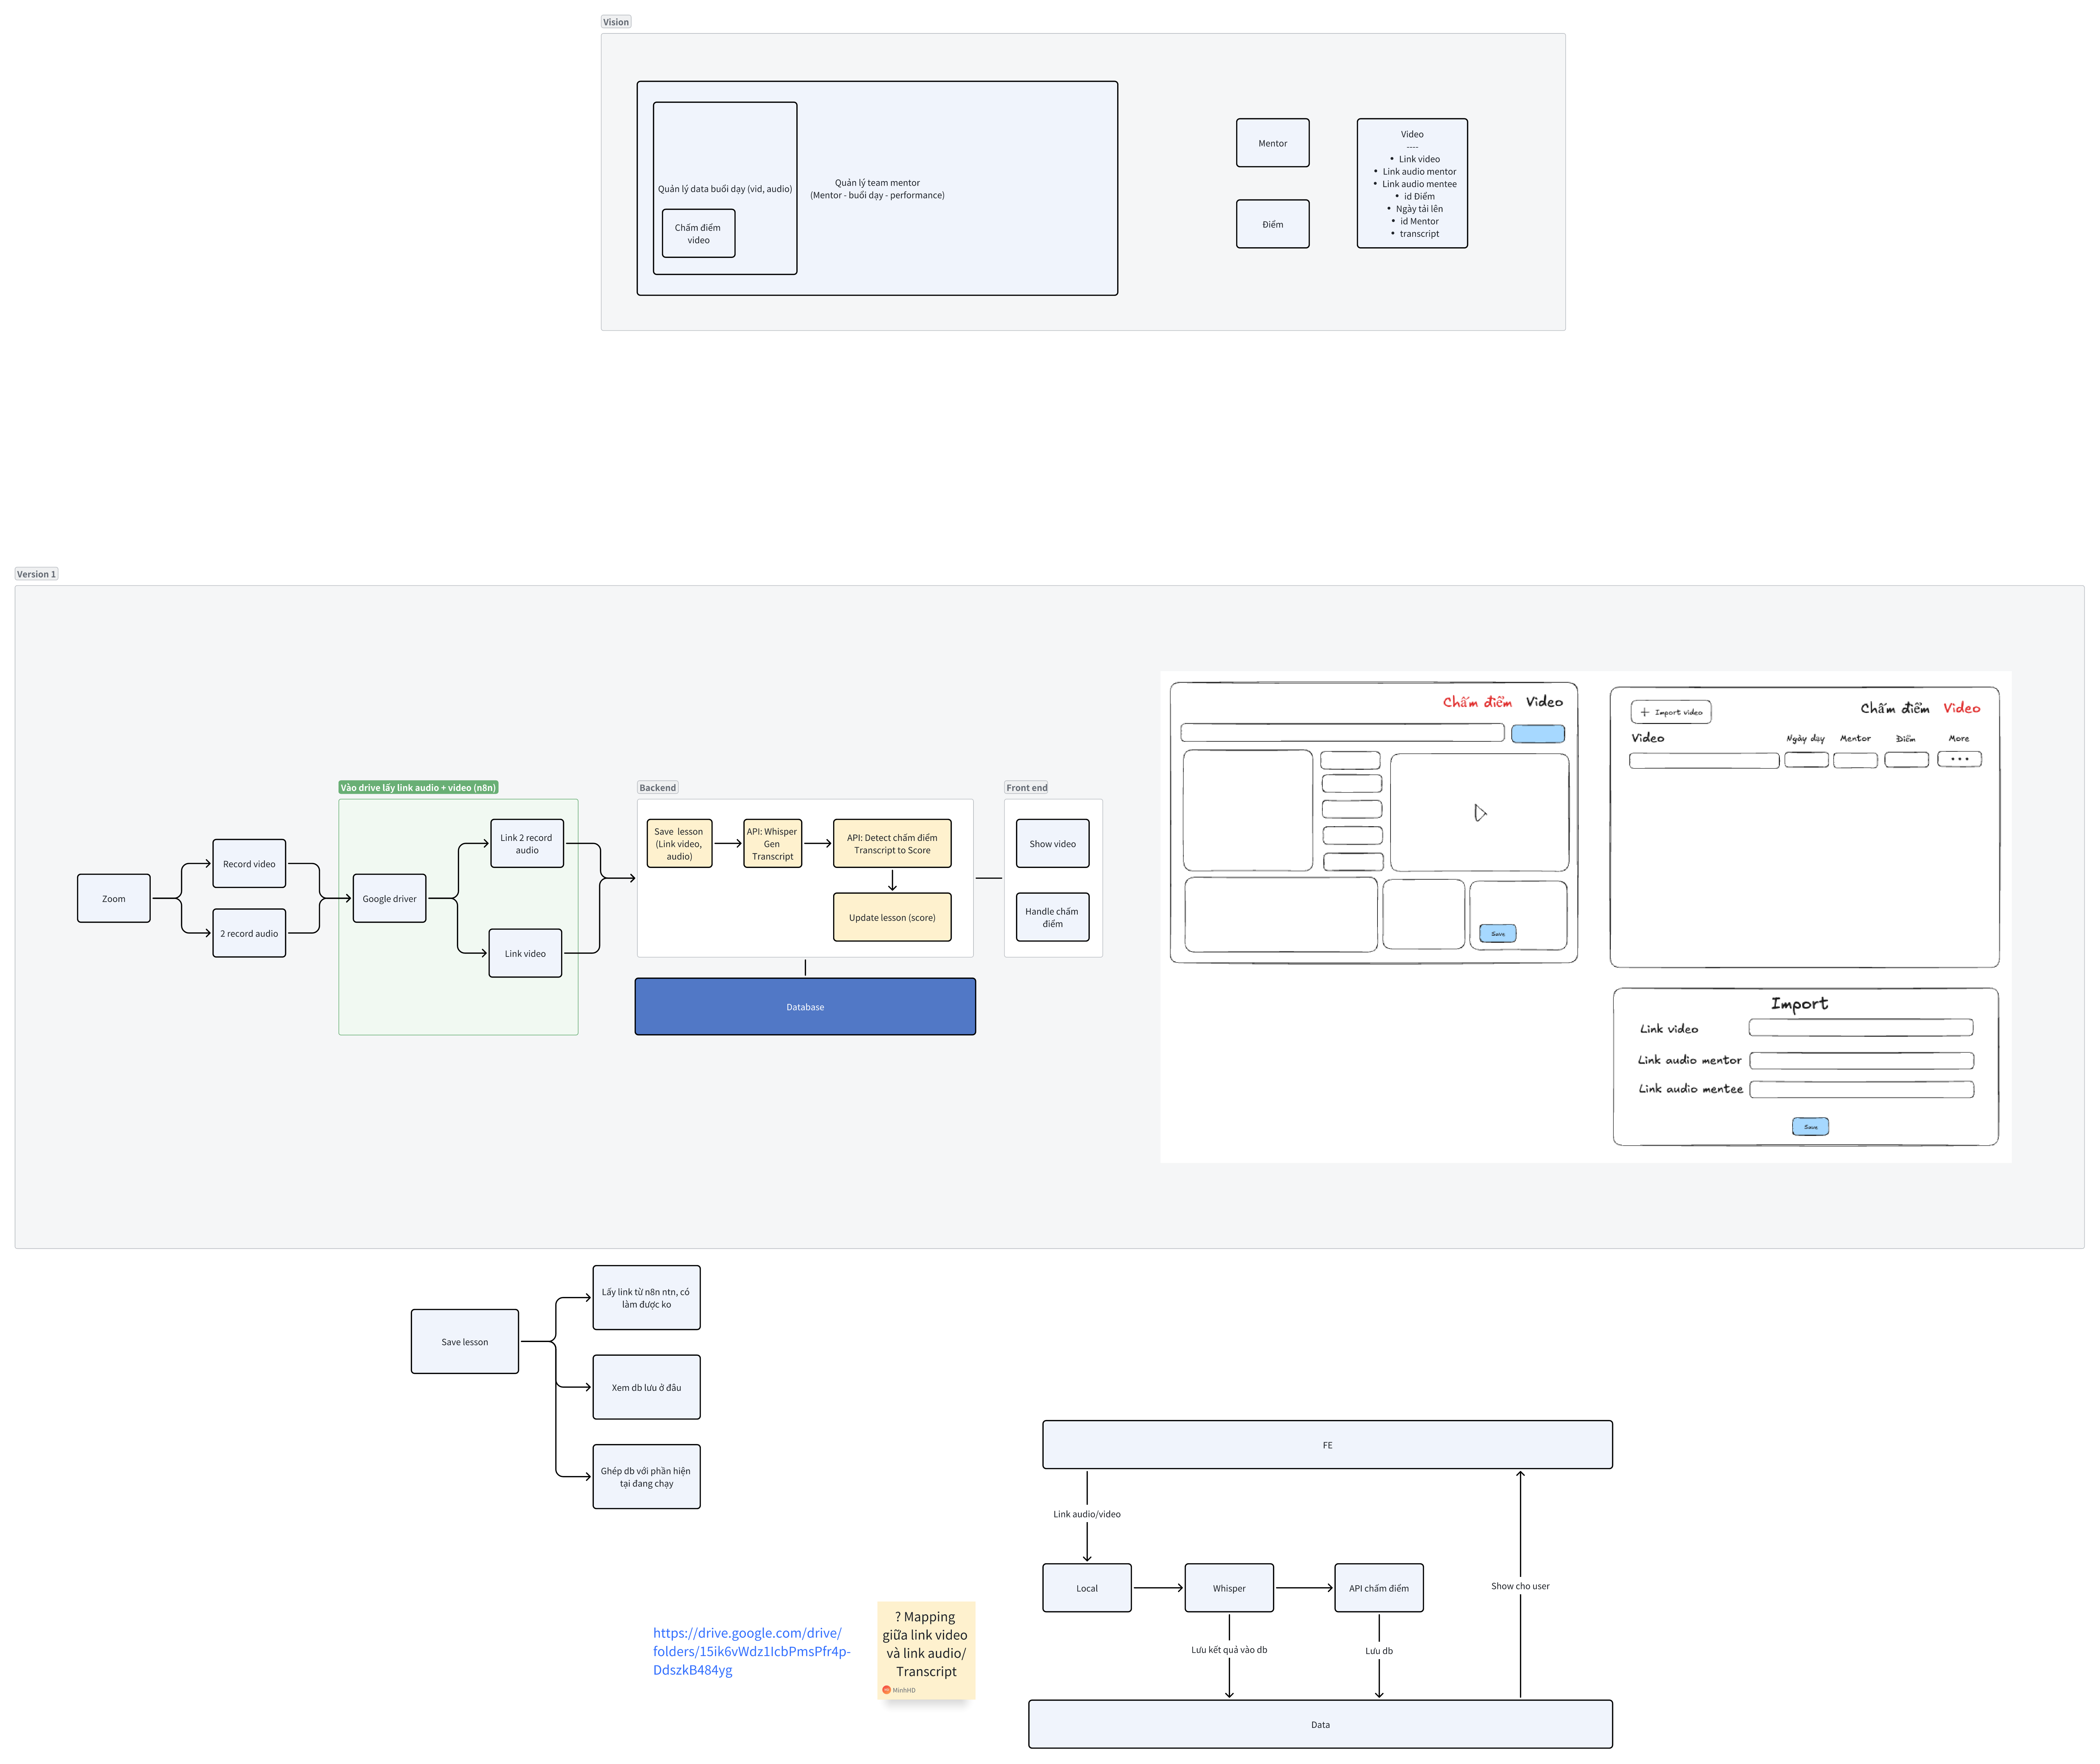 Vision
Quản lý data buổi dạy (vid, audio)
Chấm điểm
video
Quản lý team mentor
(Mentor - buổi dạy - performance)
Mentor
Điểm
Video
----
• Link video
• Link audio mentor
• Link audio mentee
• id Điểm
• Ngày tải lên
• id Mentor
• transcript
Version 1
Zoom
Record video
2 record audio
Vào drive lấy link audio + video (n8n)
Google driver
Link 2 record
audio
Link video
Backend
Save lesson
(Link video,
audio)
API: Whisper
Gen
Transcript
API: Detect chấm điểm
Transcript to Score
Update lesson (score)
Database
Front end
Show video
Handle chấm
điểm
Chấm điểm Video
Save
+ Import video
Chấm điểm Video
Video
Ngày dạy
Mentor
Điểm
More
•••
Import
Link video
Link audio mentor
Link audio mentee
Save
Save lesson
Lấy link từ n8n ntn, có
làm được ko
Xem db lưu ở đâu
Ghép db với phần hiện
tại đang chạy
FE
Link audio/video
Local
Whisper
API chấm điểm
Show cho user
Lưu kết quả vào db
Lưu db
Data
https://drive.google.com/drive/
folders/15ik6vWdz1IcbPmsPfr4p-
DdszkB484yg
? Mapping
giữa link video
và link audio/
Transcript
MinhHD